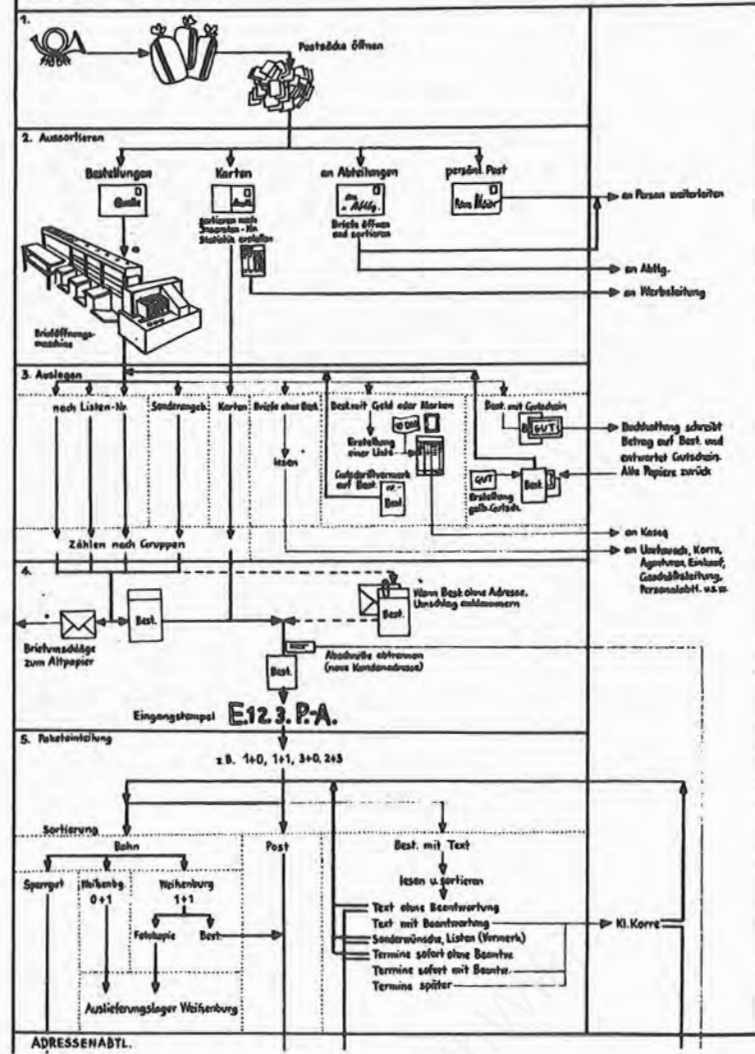 1.
Postsäcke öffnen
2. Aussortieren
Bestellungen
Karten
an Abteilungen
persönl. Post
Quelle
an
Abtlg.
sortieren nach
Statistik erstellen
Briefe öffnen
und sortieren
an Person weiterleiten
an Abtlg.
an Werbeleitung
Brieföffnungs-
maschine
3. Auslegen
nach Listen-Nr.
Sonderangeb.
Karten
Briefe ohne Best.
Best. mit Geld oder Marken
Best. mit Gutschein
Erstellung
einer Liste
lesen
Gutschriftvermerk
auf Best.
Best.
GUT
GUT
Best.
Erstellung
gelb. Gutsch.
Buchhaltung schreibt
Betrag auf Best. und
entwertet Gutschein.
Alle Papiere zurück
Zählen nach Gruppen
an Kasse
an Umtausch, Korre,
Agenturen, Einkauf,
Geschäftsleitung,
Personalabtl. u.s.w.
4.
Wenn Best. ohne Adresse,
Umschlag anklammern
Best.
Best.
Briefumschläge
zum Altpapier
Abschnitte abtrennen
(neue Kundenadresse)
Best.
Eingangstempel E.12.3. P.-A.
5. Paketeinteilung
z.B. 1+0, 1+1, 3+0, 2+3
Sortierung
Bahn
Post
Best. mit Text
Sperrgut
Weißenbg.
0+1
Weißenburg
1+1
lesen u. sortieren
Fotokopie
Best.
Text ohne Beantwortung
Text mit Beantwortung
Kl. Korre
Sonderwünsche, Listen (Vermerk)
Termine sofort ohne Beantw.
Termine sofort mit Beantw.
Termine später
Auslieferungslager Weißenburg
ADRESSENABTL.